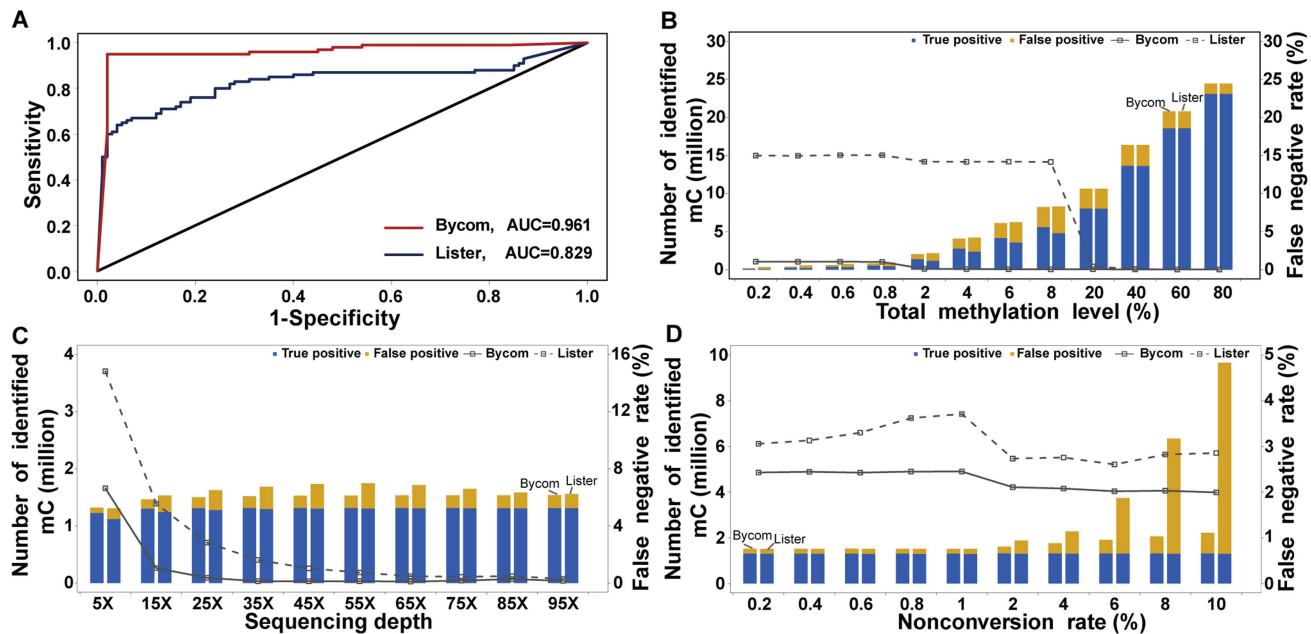 A
1.0
0.8
0.6
0.4
0.2
0.0
Sensitivity
Bycom, AUC=0.961
Lister, AUC=0.829
0.0 0.2 0.4 0.6 0.8 1.0
1-Specificity
B
True positive False positive Bycom Lister
30
25
20
15
10
5
0
Number of identified
mC (million)
30
25
20
15
10
5
0
False negative rate (%)
Bycom
Lister
0.2 0.4 0.6 0.8 2 4 6 8 20 40 60 80
Total methylation level (%)
C
True positive False positive Bycom Lister
4
3
2
1
0
Number of identified
mC (million)
16
12
8
4
0
False negative rate (%)
Bycom
Lister
5X 15X 25X 35X 45X 55X 65X 75X 85X 95X
Sequencing depth
D
True positive False positive Bycom Lister
10
8
6
4
2
0
Number of identified
mC (million)
5
4
3
2
1
0
False negative rate (%)
Bycom
Lister
0.2 0.4 0.6 0.8 1 2 4 6 8 10
Nonconversion rate (%)